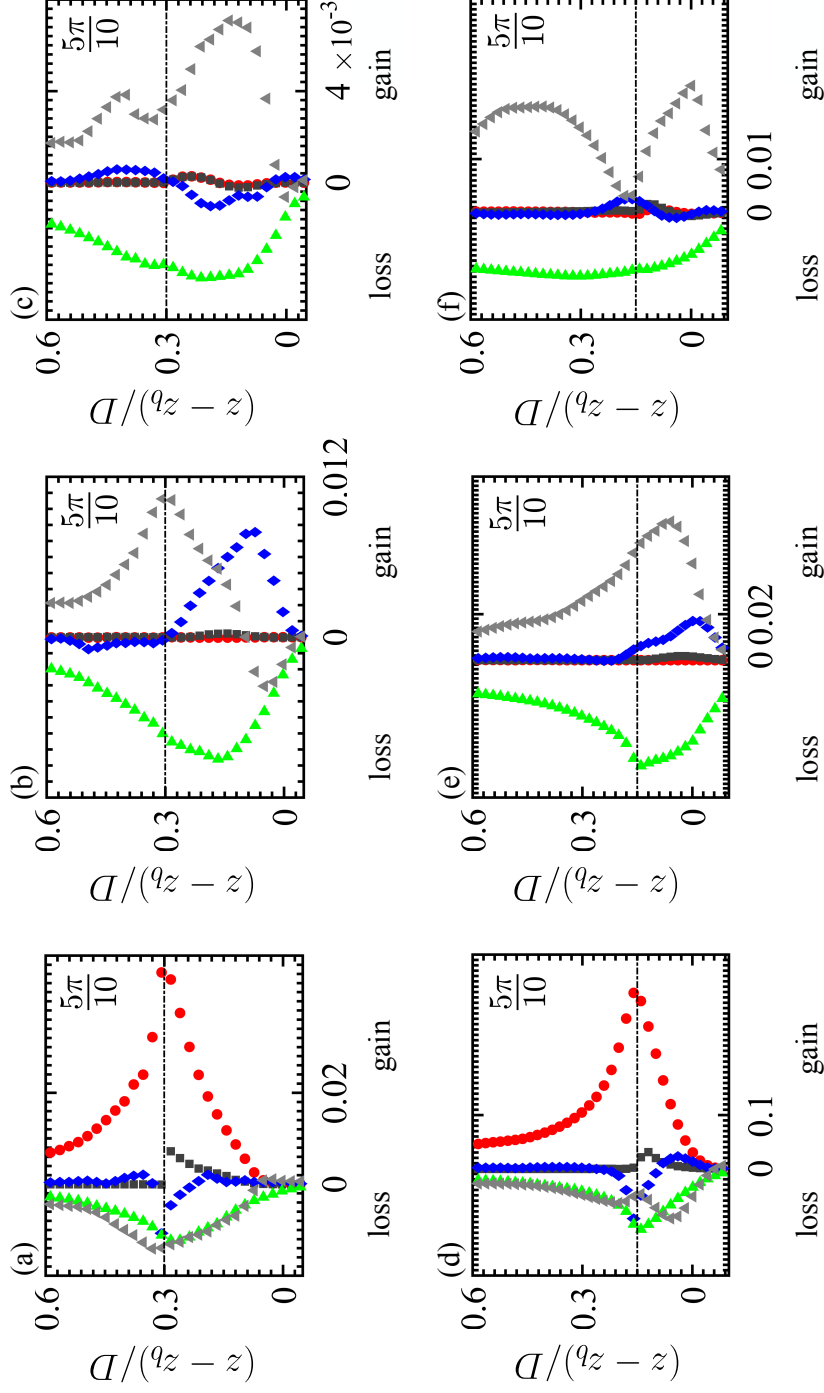 (a)
5π
10
0.6
0.3
0
(z − z_b)/D
0
0.02
loss
gain
(b)
5π
10
0.6
0.3
0
(z − z_b)/D
0
0.012
loss
gain
(c)
5π
10
0.6
0.3
0
(z − z_b)/D
0
4 ×10⁻³
loss
gain
(d)
5π
10
0.6
0.3
0
(z − z_b)/D
0
0.1
loss
gain
(e)
5π
10
0.6
0.3
0
(z − z_b)/D
0
0.02
loss
gain
(f)
5π
10
0.6
0.3
0
(z − z_b)/D
0
0.01
loss
gain